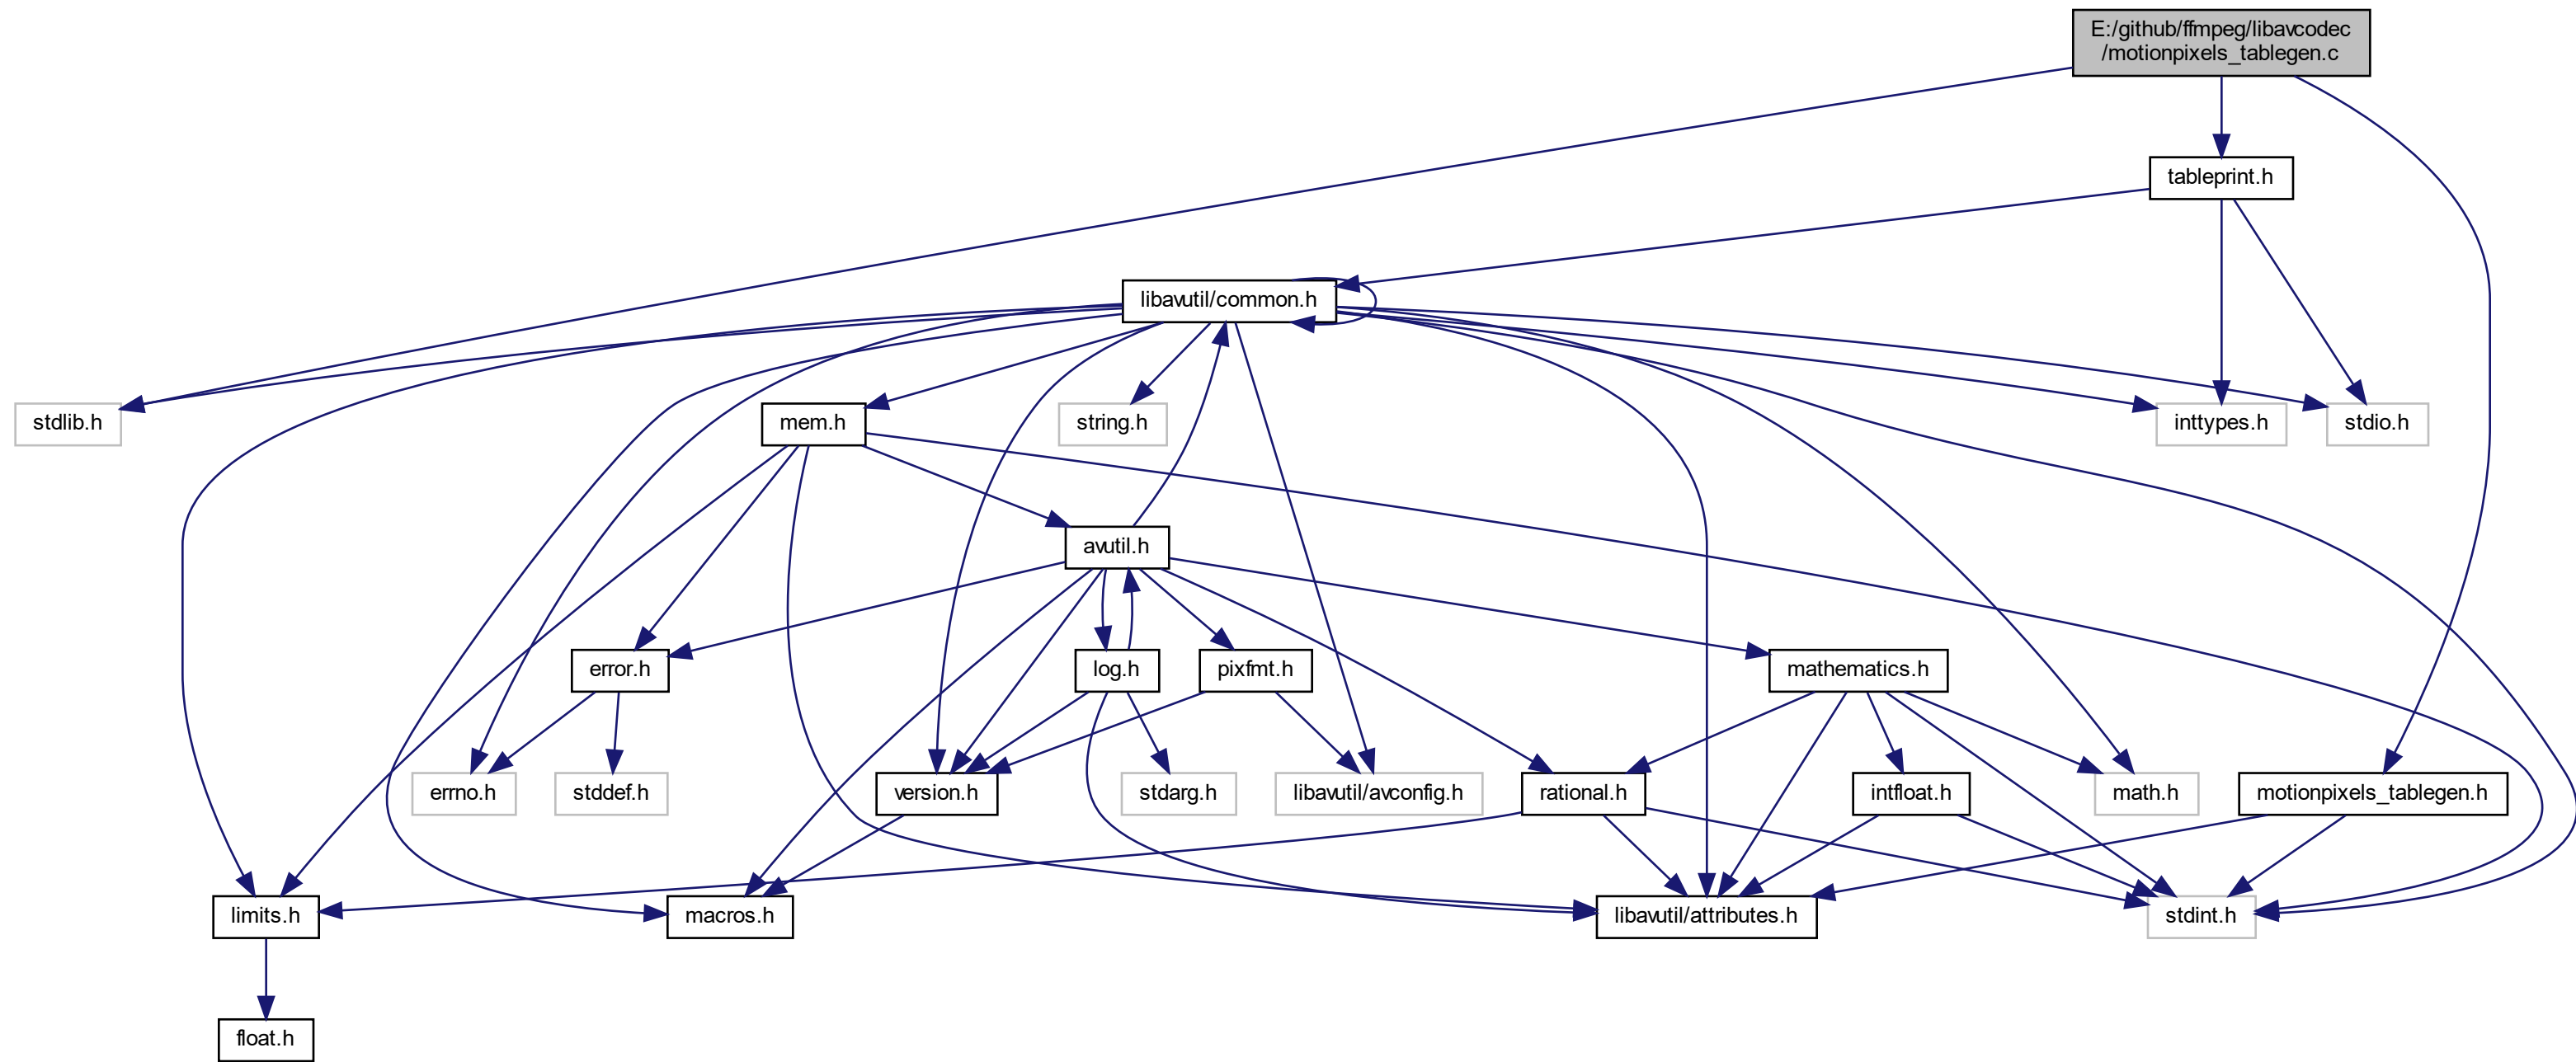 E:/github/ffmpeg/libavcodec
/motionpixels_tablegen.c
tableprint.h
libavutil/common.h
stdlib.h
mem.h
string.h
inttypes.h
stdio.h
avutil.h
error.h
log.h
pixfmt.h
mathematics.h
errno.h
stddef.h
version.h
stdarg.h
libavutil/avconfig.h
rational.h
intfloat.h
math.h
motionpixels_tablegen.h
limits.h
macros.h
libavutil/attributes.h
stdint.h
float.h